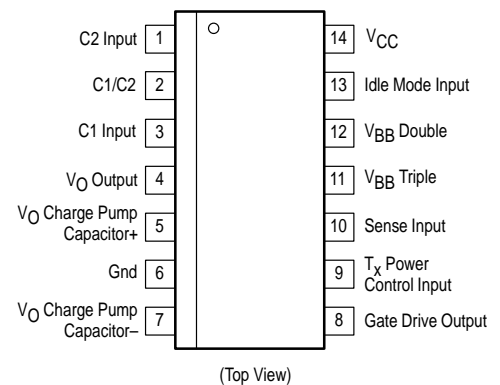 C2 Input 1
C1/C2 2
C1 Input 3
VO Output 4
VO Charge Pump
Capacitor+ 5
Gnd 6
VO Charge Pump
Capacitor– 7
14 VCC
13 Idle Mode Input
12 VBB Double
11 VBB Triple
10 Sense Input
9 Tx Power
Control Input
8 Gate Drive Output
(Top View)